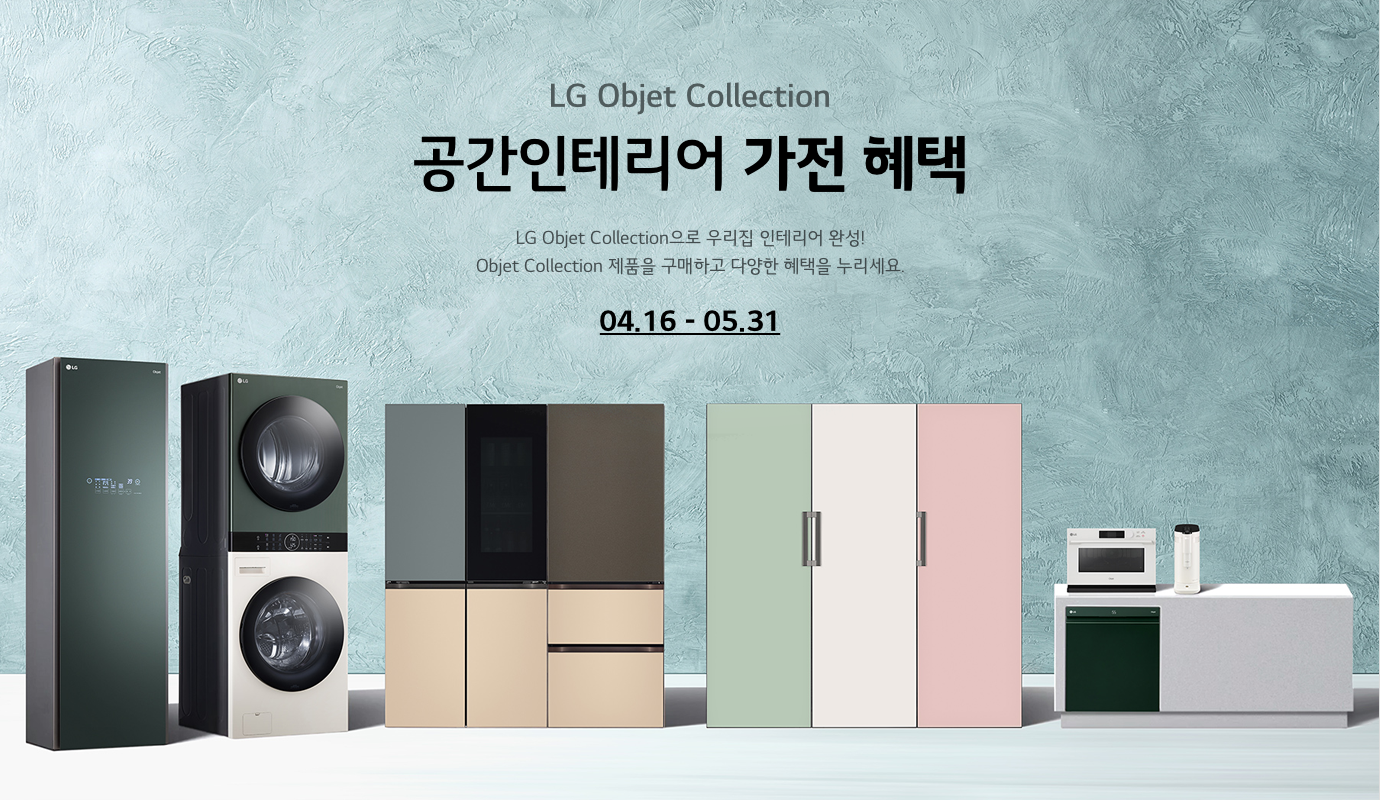 LG Objet Collection
공간인테리어 가전 혜택
LG Objet Collection으로 우리집 인테리어 완성!
Objet Collection 제품을 구매하고 다양한 혜택을 누리세요.
04.16 - 05.31
LG
LG